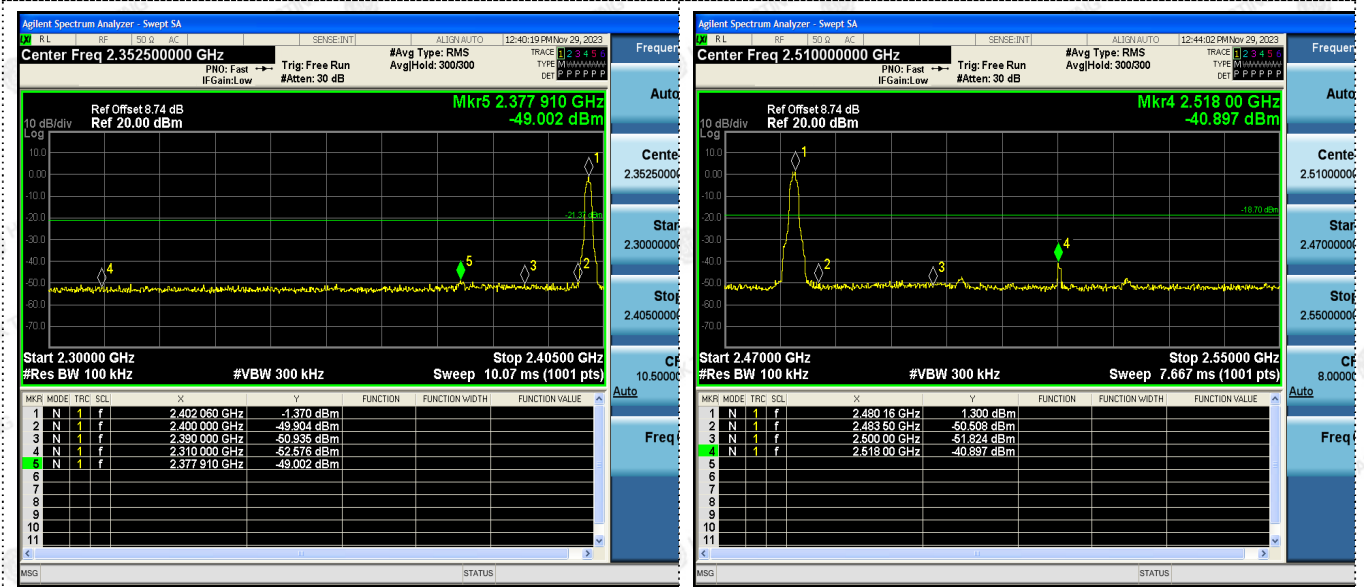 Agilent Spectrum Analyzer - Swept SA
RL RF 50 Ω AC SENSE:INT ALIGN AUTO 12:40:19 PM Nov 29, 2023
Center Freq 2.352500000 GHz
#Avg Type: RMS
TRACE 1 2 3 4 5 6
PNO: Fast
Trig: Free Run
Avg|Hold: 300/300
TYPE M
IFGain:Low
#Atten: 30 dB
DET P P P P P P
Mkr5 2.377 910 GHz
-49.002 dBm
Ref Offset 8.74 dB
10 dB/div Ref 20.00 dBm
Log
10.0
0.00
-10.0
-20.0
-30.0
-40.0
-50.0
-60.0
-70.0
-21.37 dBm
1
2
3
4
5
Start 2.30000 GHz Stop 2.40500 GHz
#Res BW 100 kHz #VBW 300 kHz Sweep 10.07 ms (1001 pts)
MKR MODE TRC SCL X Y FUNCTION FUNCTION WIDTH FUNCTION VALUE
1 N 1 f 2.402 060 GHz -1.370 dBm
2 N 1 f 2.400 000 GHz -49.904 dBm
3 N 1 f 2.390 000 GHz -50.935 dBm
4 N 1 f 2.310 000 GHz -52.576 dBm
5 N 1 f 2.377 910 GHz -49.002 dBm
6
7
8
9
10
11
MSG STATUS
Frequen
Auto
Cente
2.35250000
Star
2.30000000
Stop
2.40500000
CF
10.50000
Auto
Freq
Agilent Spectrum Analyzer - Swept SA
RL RF 50 Ω AC SENSE:INT ALIGN AUTO 12:44:02 PM Nov 29, 2023
Center Freq 2.510000000 GHz
#Avg Type: RMS
TRACE 1 2 3 4 5 6
PNO: Fast
Trig: Free Run
Avg|Hold: 300/300
TYPE M
IFGain:Low
#Atten: 30 dB
DET P P P P P P
Mkr4 2.518 00 GHz
-40.897 dBm
Ref Offset 8.74 dB
10 dB/div Ref 20.00 dBm
Log
10.0
0.00
-10.0
-20.0
-30.0
-40.0
-50.0
-60.0
-70.0
-18.70 dBm
1
2
3
4
Start 2.47000 GHz Stop 2.55000 GHz
#Res BW 100 kHz #VBW 300 kHz Sweep 7.667 ms (1001 pts)
MKR MODE TRC SCL X Y FUNCTION FUNCTION WIDTH FUNCTION VALUE
1 N 1 f 2.480 16 GHz 1.300 dBm
2 N 1 f 2.483 50 GHz -50.508 dBm
3 N 1 f 2.500 00 GHz -51.824 dBm
4 N 1 f 2.518 00 GHz -40.897 dBm
5
6
7
8
9
10
11
MSG STATUS
Frequen
Auto
Cente
2.51000000
Star
2.47000000
Stop
2.55000000
CF
8.00000
Auto
Freq